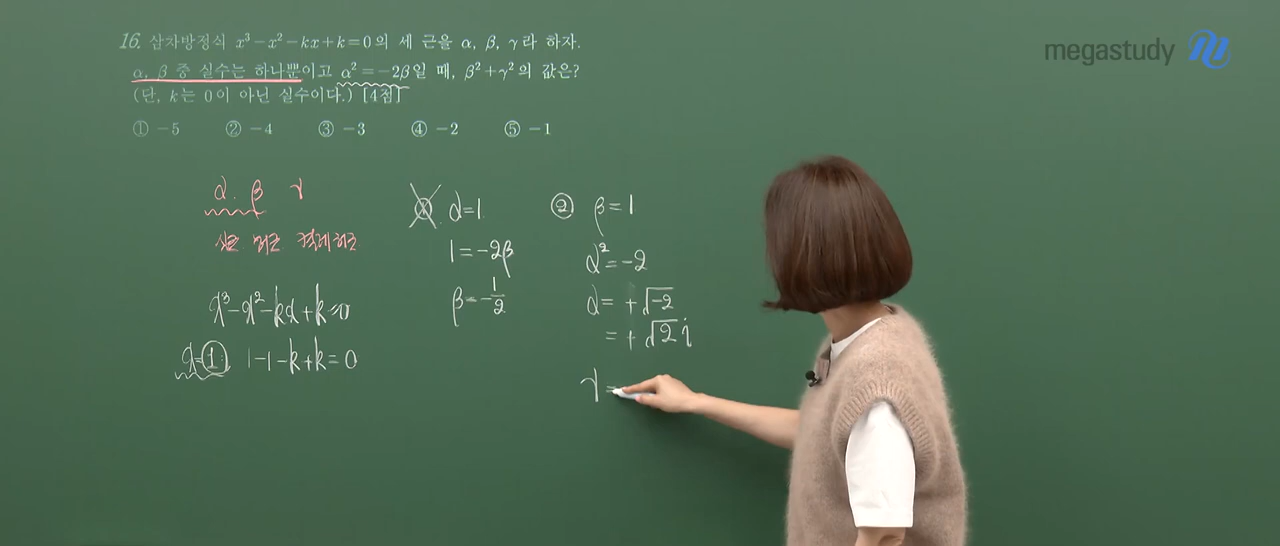 megastudy
16. 삼차방정식 x³-x²-kx+k=0의 세 근을 α, β, γ라 하자.
α, β 중 실수는 하나뿐이고 α²=-2β일 때, β²+γ²의 값은?
(단, k는 0이 아닌 실수이다.) [4점]
① -5 ② -4 ③ -3 ④ -2 ⑤ -1
α. β γ
실근 허근 켤레허근
x³-x²-kx+k=0
x=1 1-1-k+k=0
① α=1
1=-2β
β=-1/2
② β=1
α²=-2
α=+√-2
=+√2i
γ=